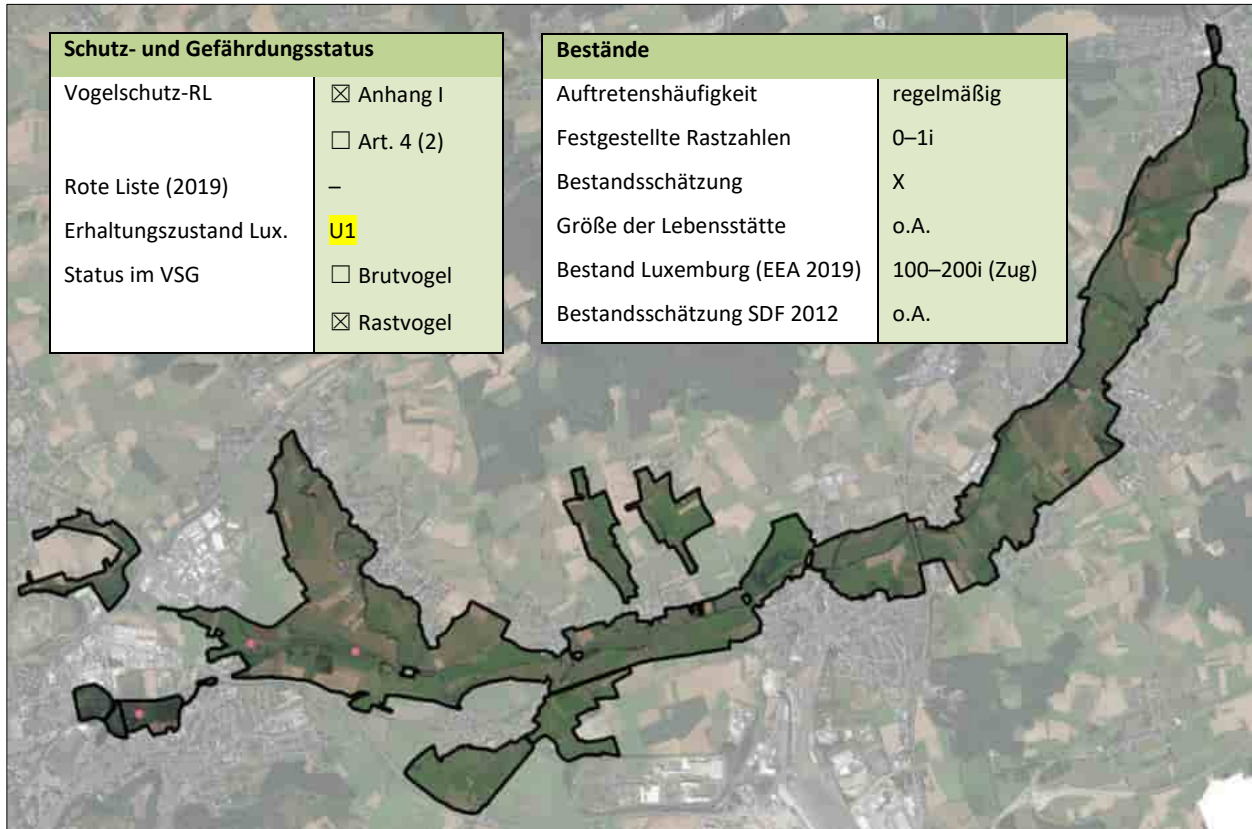 Schutz- und Gefährdungsstatus
Vogelschutz-RL ☒ Anhang I
☐ Art. 4 (2)
Rote Liste (2019) –
Erhaltungszustand Lux. U1
Status im VSG ☐ Brutvogel
☒ Rastvogel
Bestände
Auftretenshäufigkeit regelmäßig
Festgestellte Rastzahlen 0–1i
Bestandsschätzung X
Größe der Lebensstätte o.A.
Bestand Luxemburg (EEA 2019) 100–200i (Zug)
Bestandsschätzung SDF 2012 o.A.